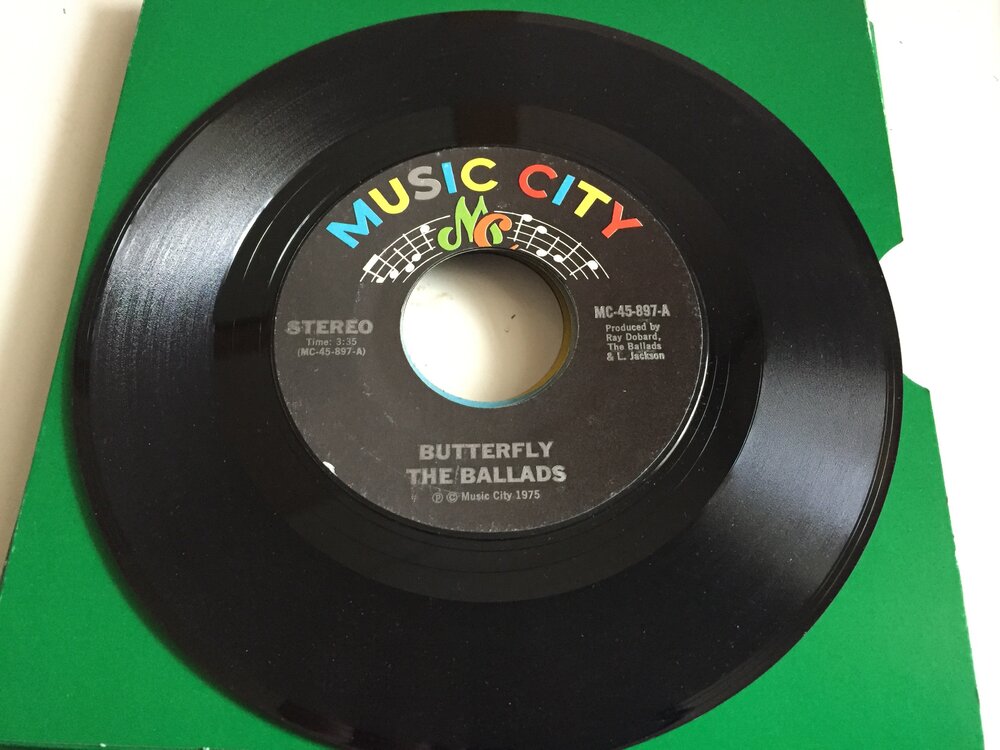 MUSIC CITY
MC
STEREO
Time: 3:35
(MC-45-897-A)
MC-45-897-A
Produced by
Ray Dobard,
The Ballads
& L. Jackson
BUTTERFLY
THE BALLADS
Ⓟ © Music City 1975